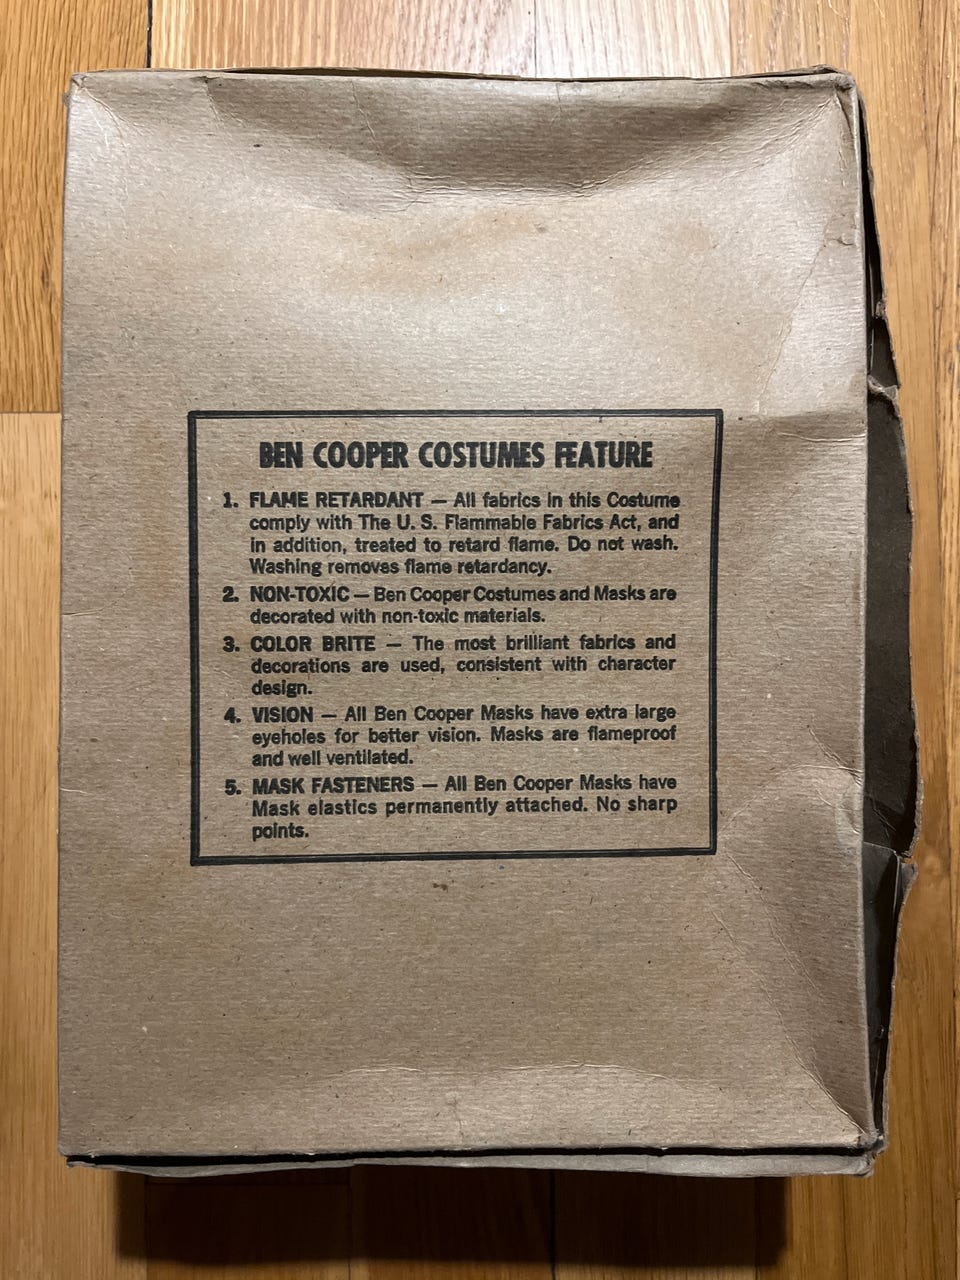 BEN COOPER COSTUMES FEATURE
1. FLAME RETARDANT — All fabrics in this Costume
comply with The U. S. Flammable Fabrics Act, and
in addition, treated to retard flame. Do not wash.
Washing removes flame retardancy.
2. NON-TOXIC — Ben Cooper Costumes and Masks are
decorated with non-toxic materials.
3. COLOR BRITE — The most brilliant fabrics and
decorations are used, consistent with character
design.
4. VISION — All Ben Cooper Masks have extra large
eyeholes for better vision. Masks are flameproof
and well ventilated.
5. MASK FASTENERS — All Ben Cooper Masks have
Mask elastics permanently attached. No sharp
points.